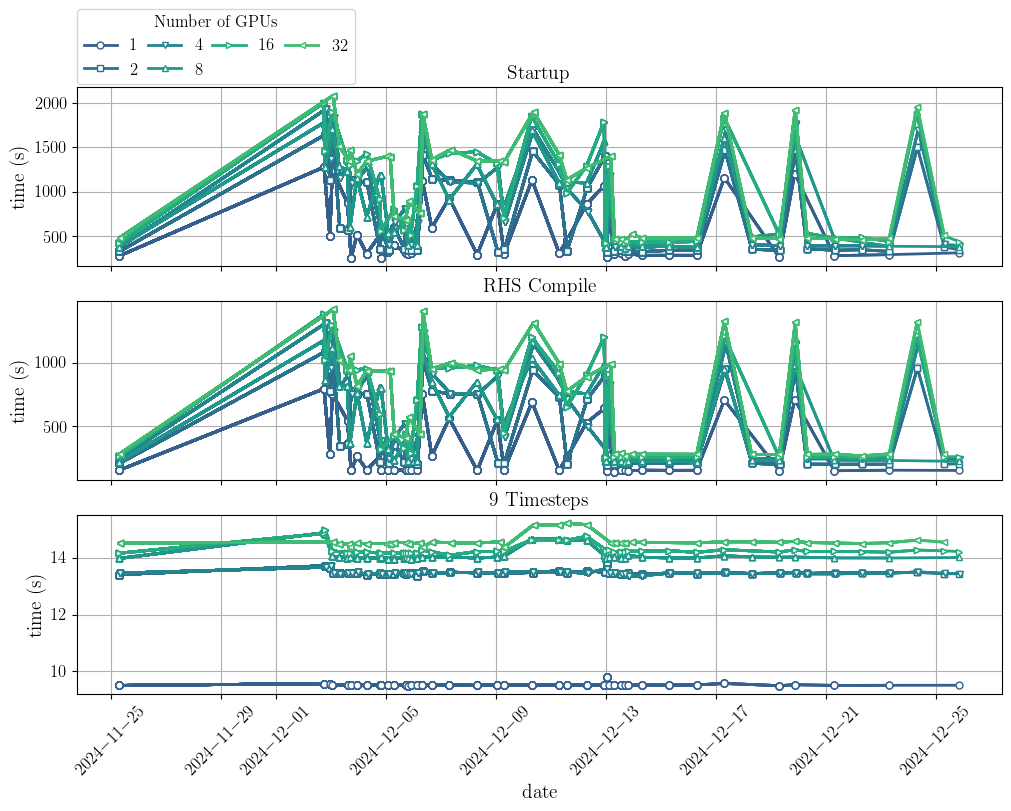 Number of GPUs
1 4 16 32
2 8
Startup
time (s)
2000
1500
1000
500
RHS Compile
time (s)
1000
500
9 Timesteps
time (s)
14
12
10
2024−11−25 2024−11−29 2024−12−01 2024−12−05 2024−12−09 2024−12−13 2024−12−17 2024−12−21 2024−12−25
date